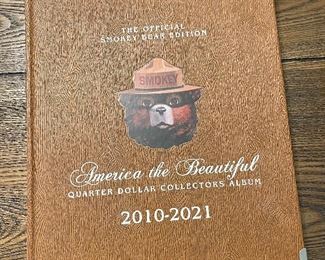 THE OFFICIAL
SMOKEY BEAR EDITION
SMOKEY
America the Beautiful
QUARTER DOLLAR COLLECTORS ALBUM
2010-2021